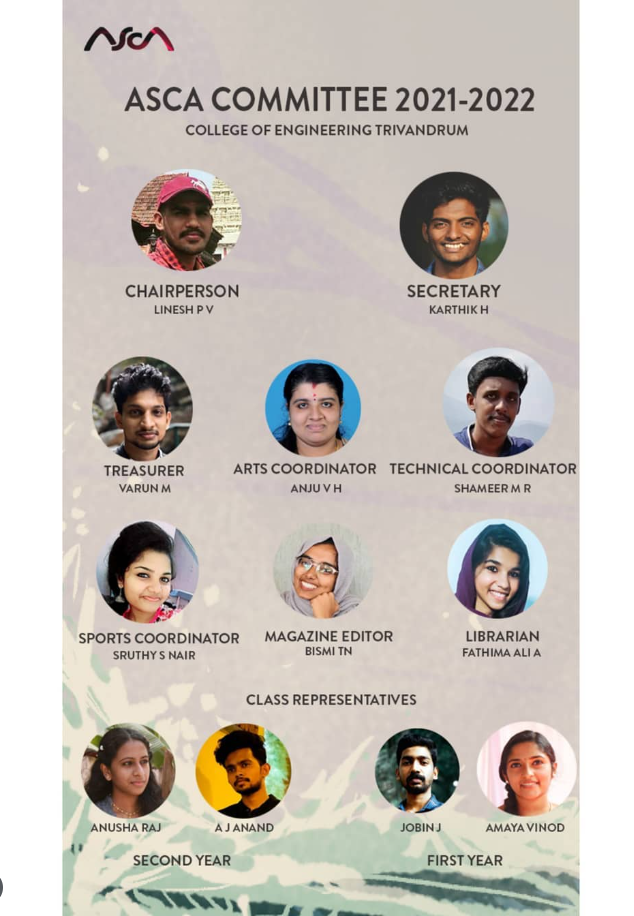 ASCA
ASCA COMMITTEE 2021-2022
COLLEGE OF ENGINEERING TRIVANDRUM
CHAIRPERSON
LINESH P V
SECRETARY
KARTHIK H
TREASURER
VARUN M
ARTS COORDINATOR
ANJU V H
TECHNICAL COORDINATOR
SHAMEER M R
SPORTS COORDINATOR
SRUTHY S NAIR
MAGAZINE EDITOR
BISMI TN
LIBRARIAN
FATHIMA ALI A
CLASS REPRESENTATIVES
ANUSHA RAJ
A J ANAND
SECOND YEAR
JOBIN J
AMAYA VINOD
FIRST YEAR